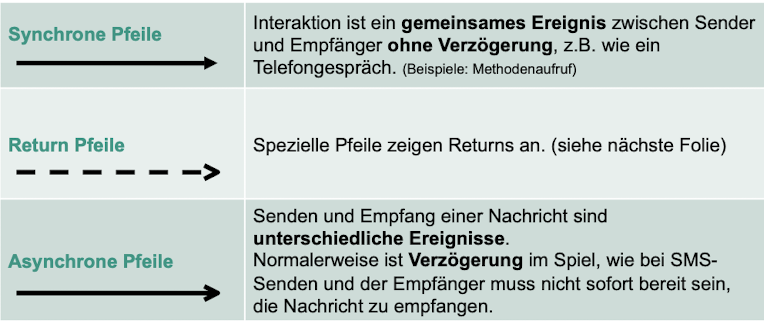 Synchrone Pfeile
Interaktion ist ein gemeinsames Ereignis zwischen Sender
und Empfänger ohne Verzögerung, z.B. wie ein
Telefongespräch. (Beispiele: Methodenaufruf)
Return Pfeile
Spezielle Pfeile zeigen Returns an. (siehe nächste Folie)
Asynchrone Pfeile
Senden und Empfang einer Nachricht sind
unterschiedliche Ereignisse.
Normalerweise ist Verzögerung im Spiel, wie bei SMS-
Senden und der Empfänger muss nicht sofort bereit sein,
die Nachricht zu empfangen.